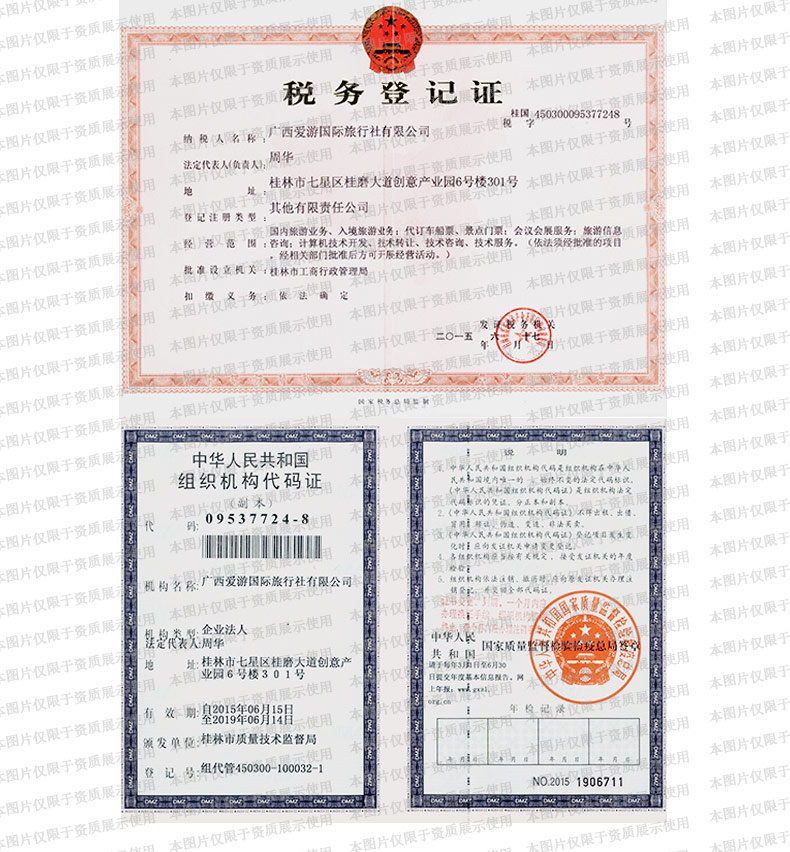 税务登记证
桂国 450300095377248
税 字 号
纳税人名称: 广西爱游国际旅行社有限公司
法定代表人(负责人): 周华
地 址: 桂林市七星区桂磨大道创意产业园6号楼301号
登记注册类型: 其他有限责任公司
国内旅游业务、入境旅游业务;代订车船票、景点门票;会议会展服务;旅游信息
经营范围: 咨询;计算机技术开发、技术转让、技术咨询、技术服务。(依法须经批准的项目
,经相关部门批准后方可开展经营活动。)
批准设立机关: 桂林市工商行政管理局
扣缴义务: 依法确定
发证税务机关
二〇一五年 六月 十七日
国家税务总局监制
中华人民共和国
组织机构代码证
(副本)
代 码: 09537724-8
机构名称: 广西爱游国际旅行社有限公司
机构类型: 企业法人
法定代表人: 周华
地 址: 桂林市七星区桂磨大道创意产
业园6号楼301号
有效期: 自2015年06月15日
至2019年06月14日
颁发单位: 桂林市质量技术监督局
登记号: 组代管450300-100032-1
说 明
1. 中华人民共和国组织机构代码是组织机构在中华人
民共和国境内唯一的、始终不变的法定代码标识,
《中华人民共和国组织机构代码证》是组织机构法定
代码标识的凭证,分正本和副本。
2. 《中华人民共和国组织机构代码证》不得出租、出借、
冒用、转让、伪造、变造、非法买卖。
3. 《中华人民共和国组织机构代码证》登记项目发生变
化时,应向发证机关申请变更登记。
4. 各组织机构应当按有关规定,接受发证机关的年度
检验。
5. 组织机构依法注销、撤消时,应向原发证机关办理注
销登记,并交回全部代码证。
中华人民
共和国 国家质量监督检验检疫总局签章
请于每年3月1日至6月30
日提交年度基本信息报告,网
上年报:www.gxzl.
org.cn
年检记录
年 月 日 年 月 日 年 月 日 年 月 日
NO.2015 1906711
本图片仅限于资质展示使用